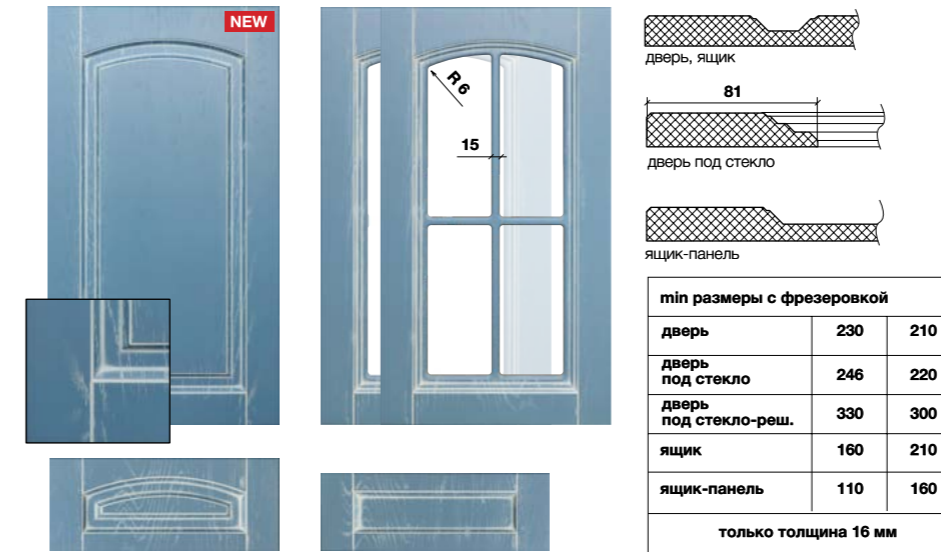 NEW
R 6
15
дверь, ящик
81
дверь под стекло
ящик-панель
min размеры с фрезеровкой
дверь 230 210
дверь
под стекло 246 220
дверь
под стекло-реш. 330 300
ящик 160 210
ящик-панель 110 160
только толщина 16 мм